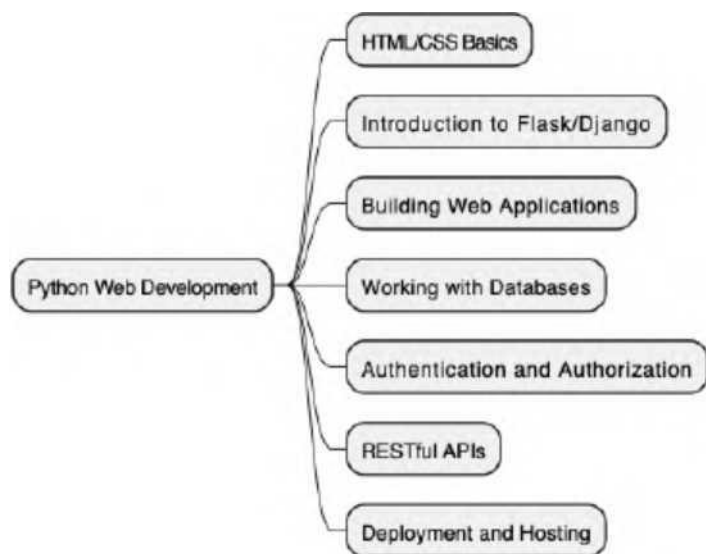 HTML/CSS Basics
Introduction to Flask/Django
Building Web Applications
Python Web Development
Working with Databases
Authentication and Authorization
RESTful APIs
Deployment and Hosting